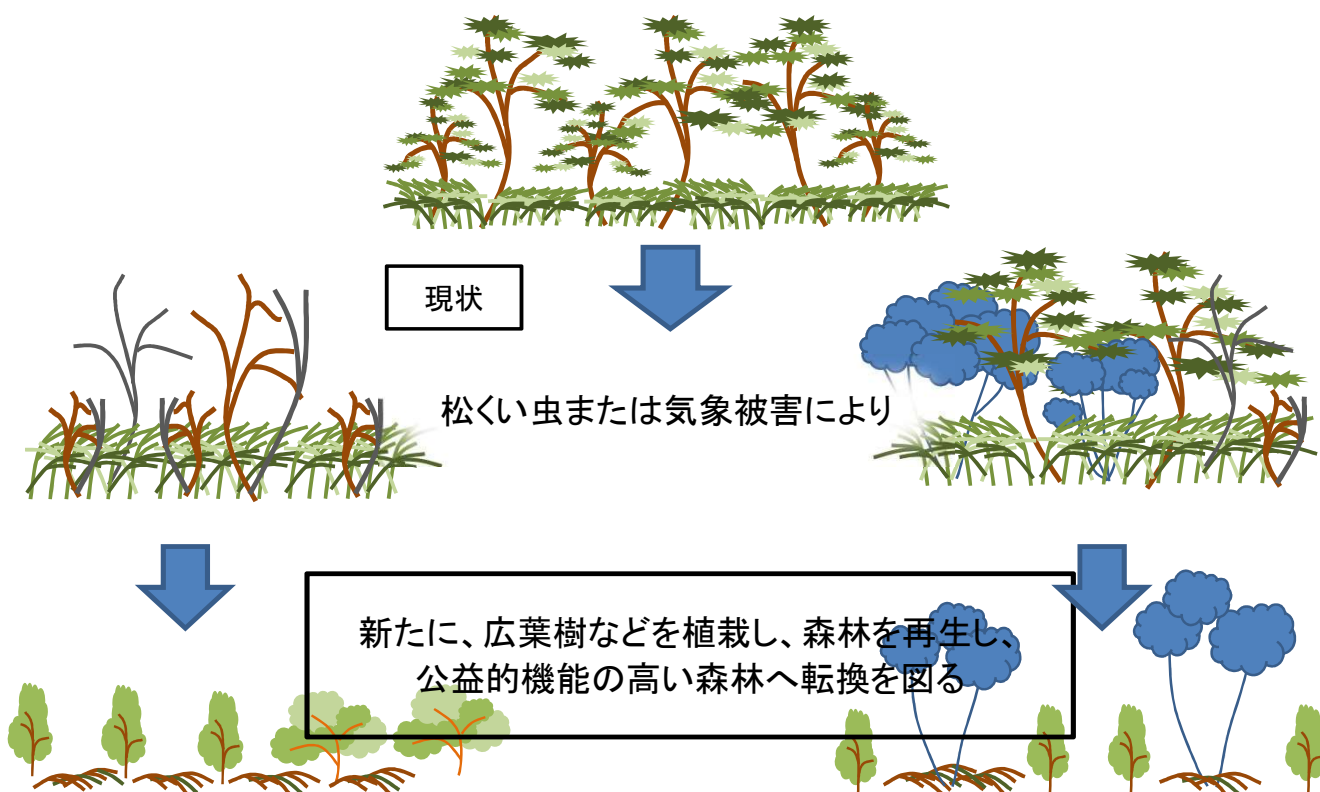 現状
松くい虫または気象被害により
新たに、広葉樹などを植栽し、森林を再生し、
公益的機能の高い森林へ転換を図る